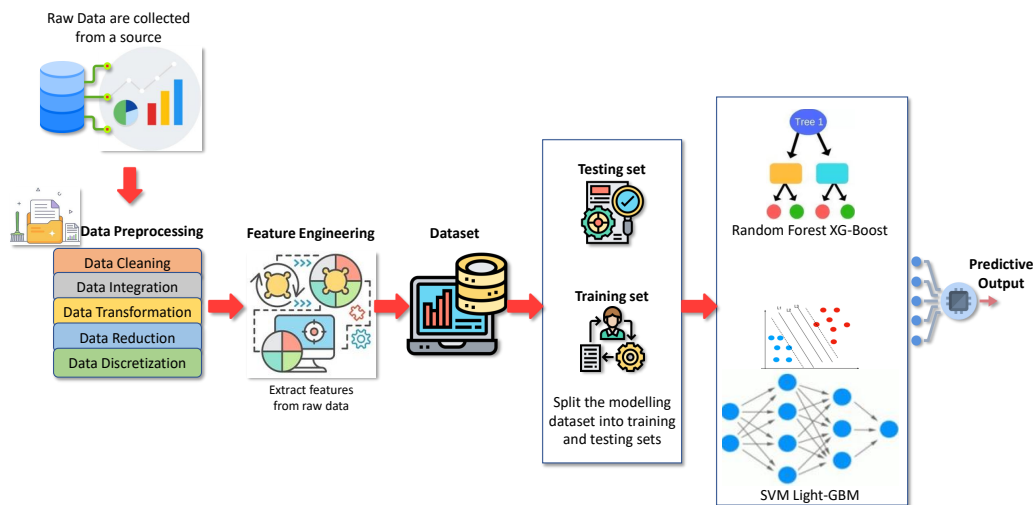 Raw Data are collected
from a source
Data Preprocessing
Data Cleaning
Data Integration
Data Transformation
Data Reduction
Data Discretization
Feature Engineering
Extract features
from raw data
Dataset
Testing set
Training set
Split the modelling
dataset into training
and testing sets
Tree 1
Random Forest XG-Boost
SVM Light-GBM
Predictive
Output